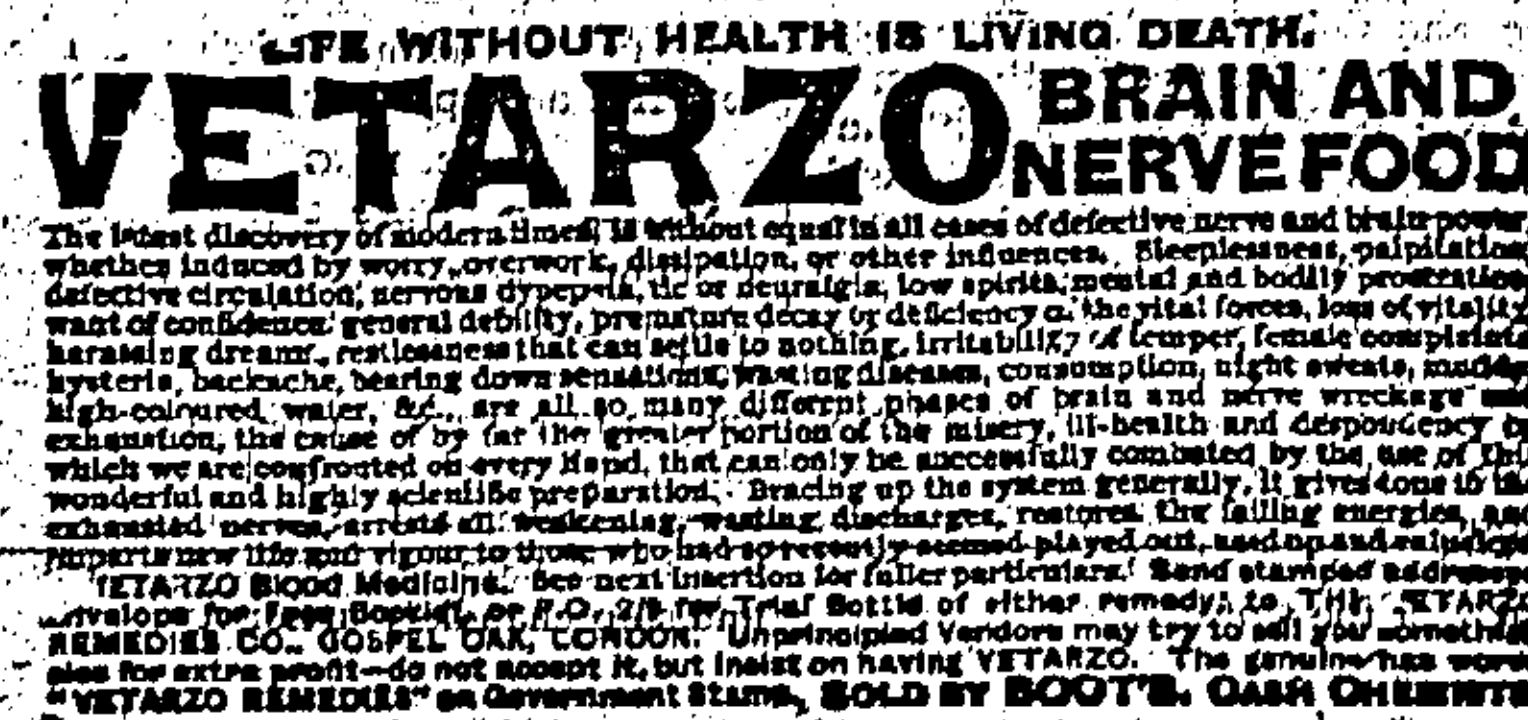 LIFE WITHOUT HEALTH IS LIVING DEATH.
VETARZO BRAIN AND
NERVE FOOD
The latest discovery of modern times, is without equal in all cases of defective nerve and brain power,
whether induced by worry, overwork, dissipation, or other influences. Sleeplessness, palpitation,
defective circulation, nervous dypepsia, tic or neuralgia, low spirits, mental and bodily prostration
want of confidence general debility, premature decay or deficiency of the vital forces, loss of vitality
harassing dreams, restlessness that can settle to nothing, irritability of temper, female complaints
hysteria, backache, bearing down sensations, wasting diseases, consumption, night sweats,
high-coloured water, &c., are all so many different phases of brain and nerve wreckage and
exhaustion, the cause of by far the greater portion of the misery, ill-health and despondency by
which we are confronted on every hand, that can only be successfully combated by the use of this
wonderful and highly scientific preparation. Bracing up the system generally, it gives tone to the
exhausted nerves, arrests all weakening, wasting discharges, restores the failing energies, and
imparts new life and vigour to those who had so recently seemed played out, used up and
VETARZO Blood Medicine. See next insertion for fuller particulars. Send stamped addressed
envelope for Free Booklet, or P.O. for Trial Bottle of either remedy, to THE VETARZO
REMEDIES CO., GOSPEL OAK, LONDON. Unprincipled Vendors may try to sell you something
else for extra profit—do not accept it, but insist on having VETARZO. The genuine has words
"VETARZO REMEDIES" on Government Stamp. SOLD BY BOOT'S, CASH CHEMISTS